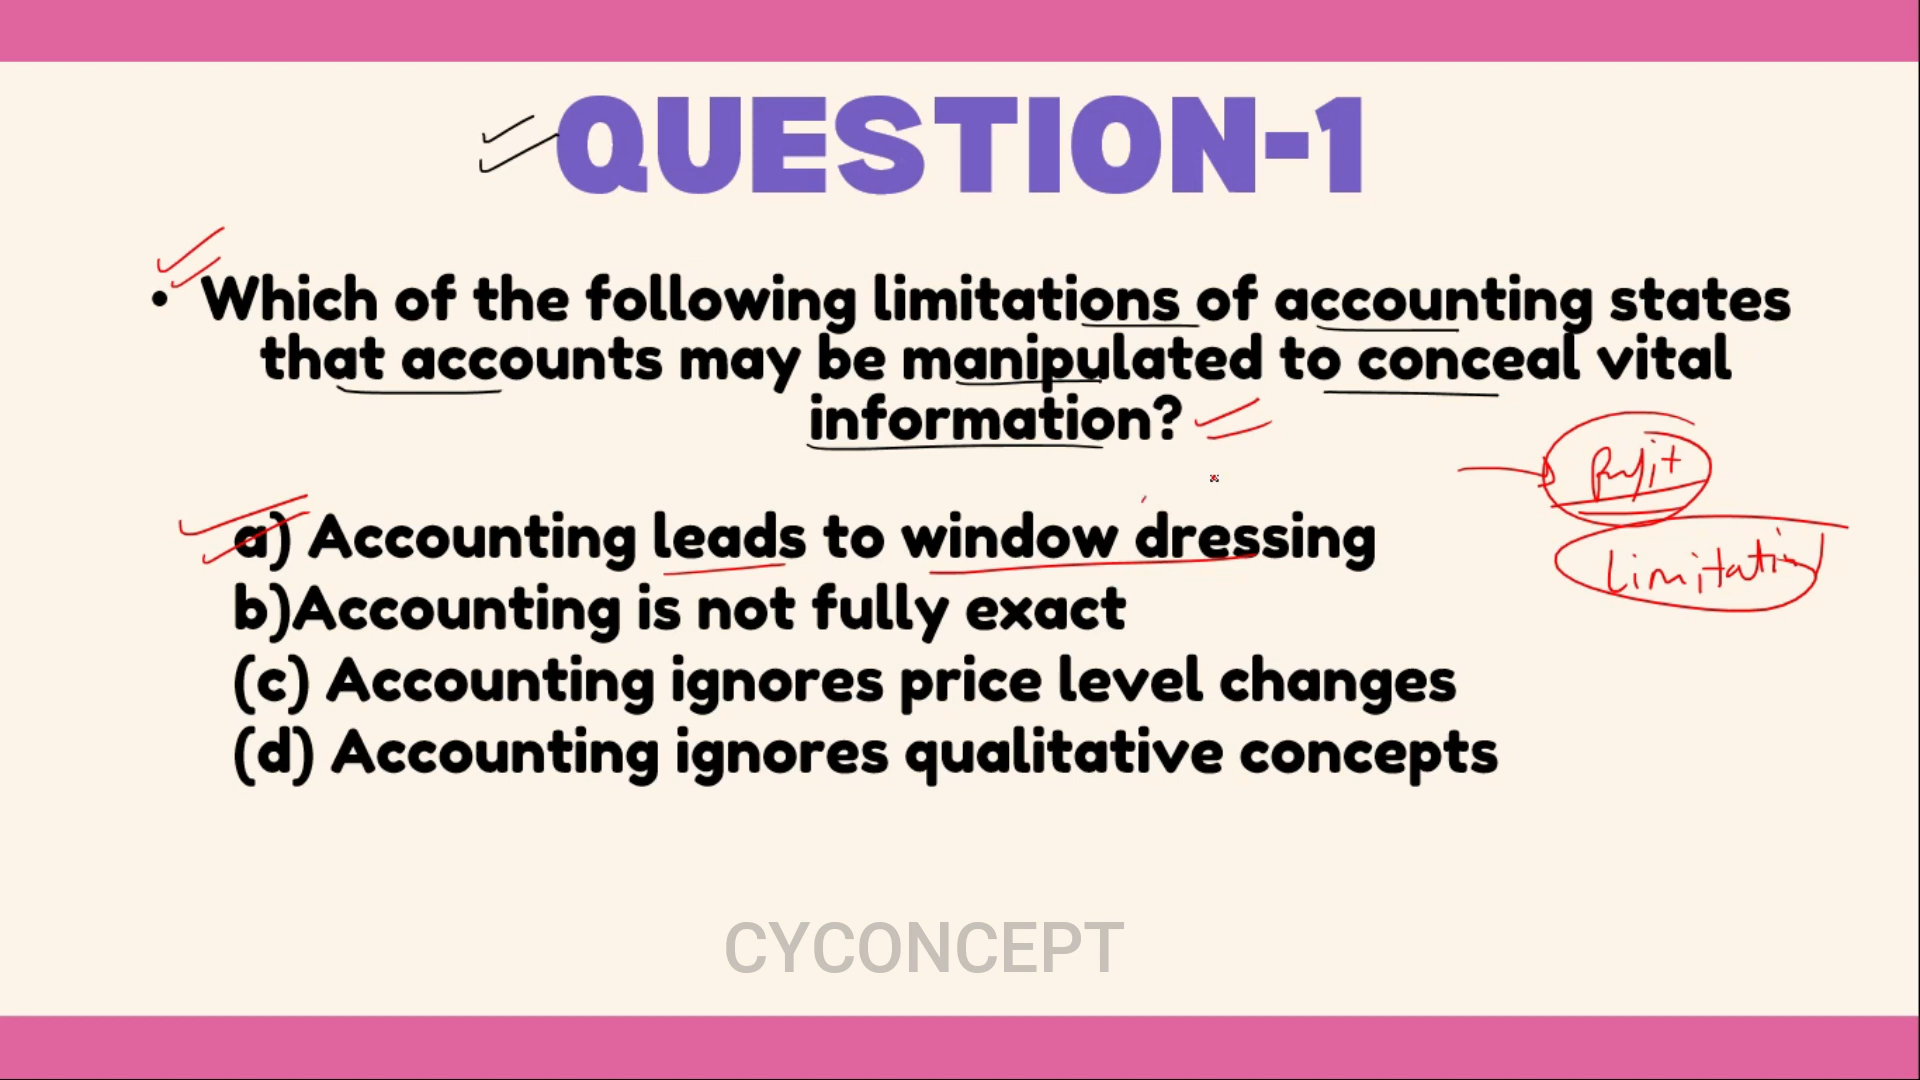 QUESTION-1
• Which of the following limitations of accounting states
that accounts may be manipulated to conceal vital
information?
Profit
a) Accounting leads to window dressing
Limitation
b)Accounting is not fully exact
(c) Accounting ignores price level changes
(d) Accounting ignores qualitative concepts
CYCONCEPT